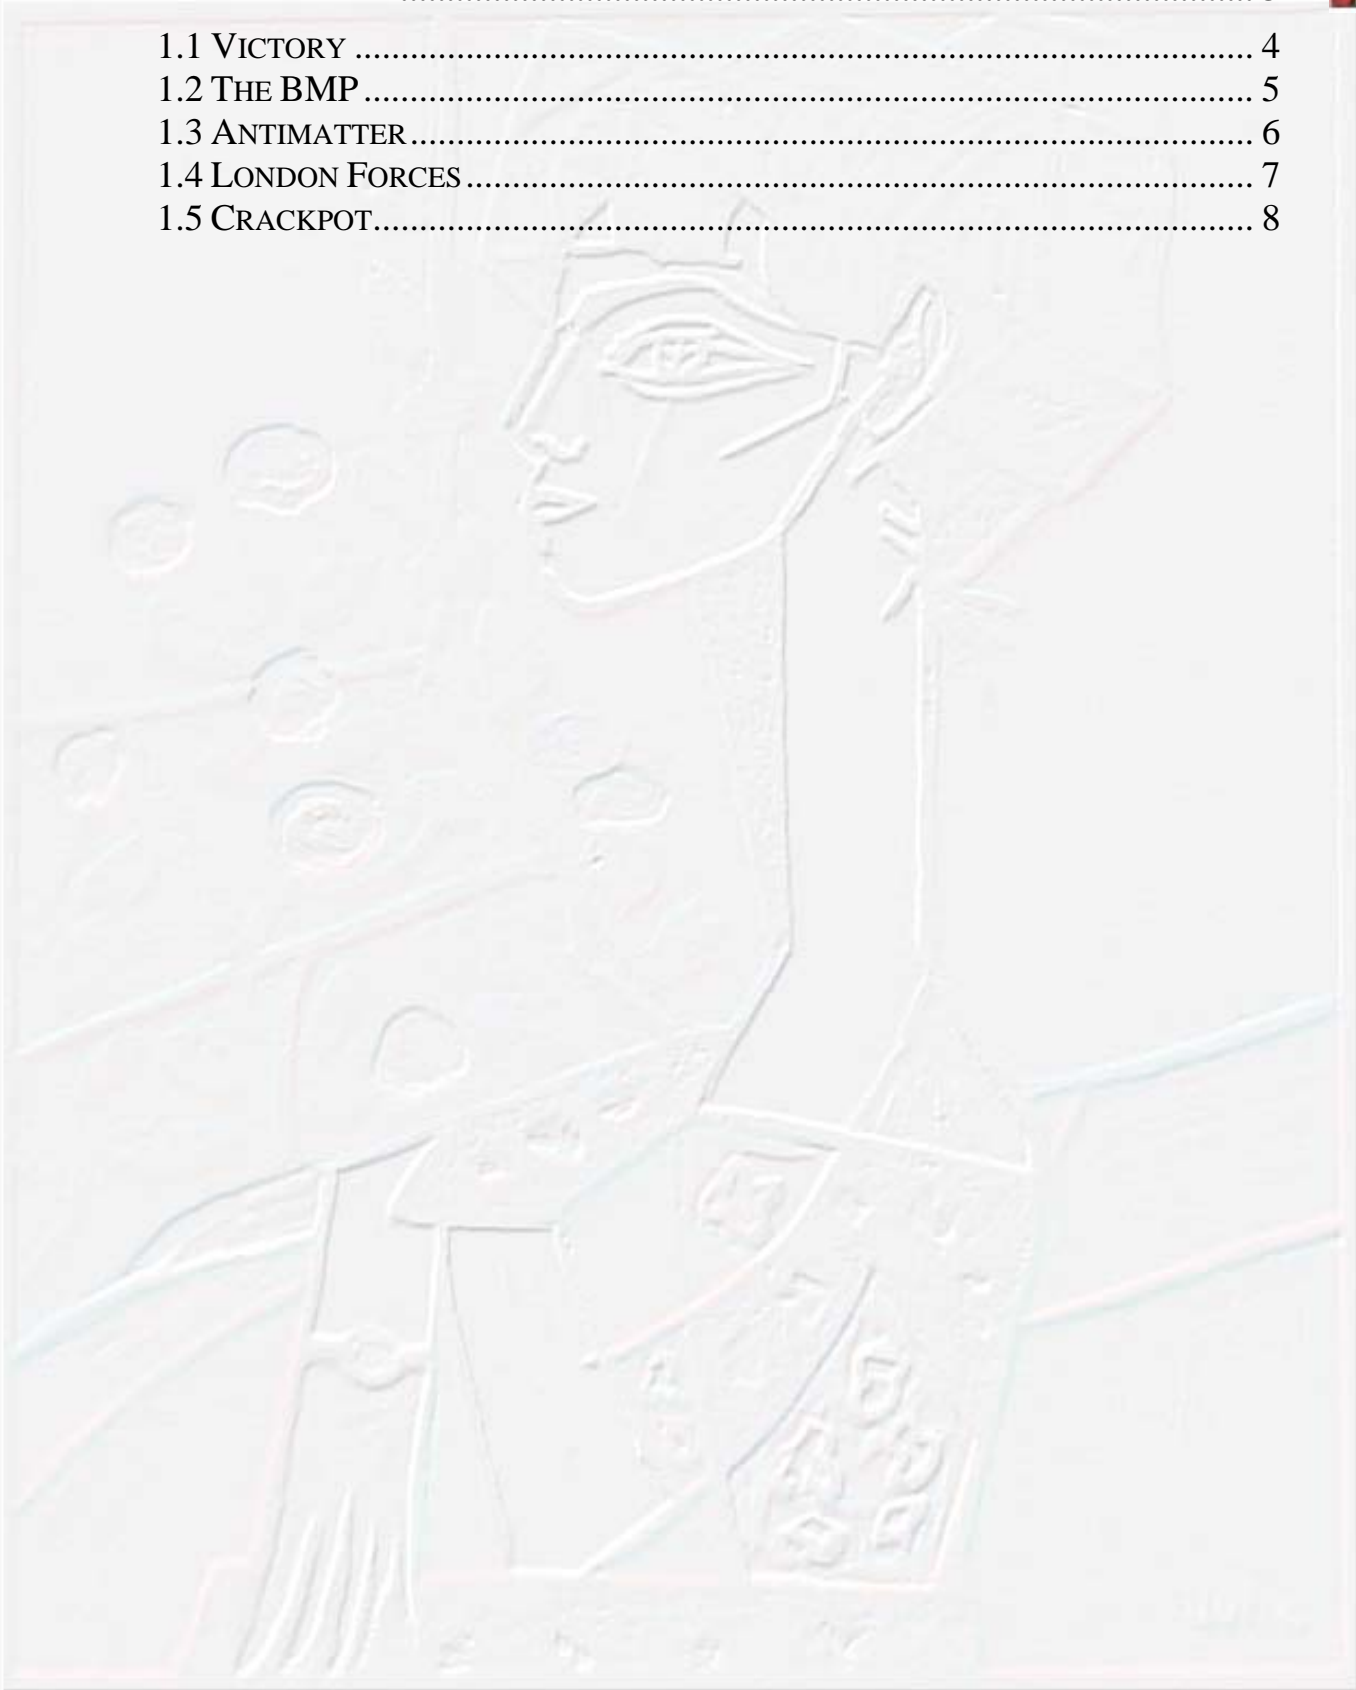 1.1 VICTORY ................................................................................................ 4
1.2 THE BMP ............................................................................................... 5
1.3 ANTIMATTER.......................................................................................... 6
1.4 LONDON FORCES.................................................................................... 7
1.5 CRACKPOT.............................................................................................. 8